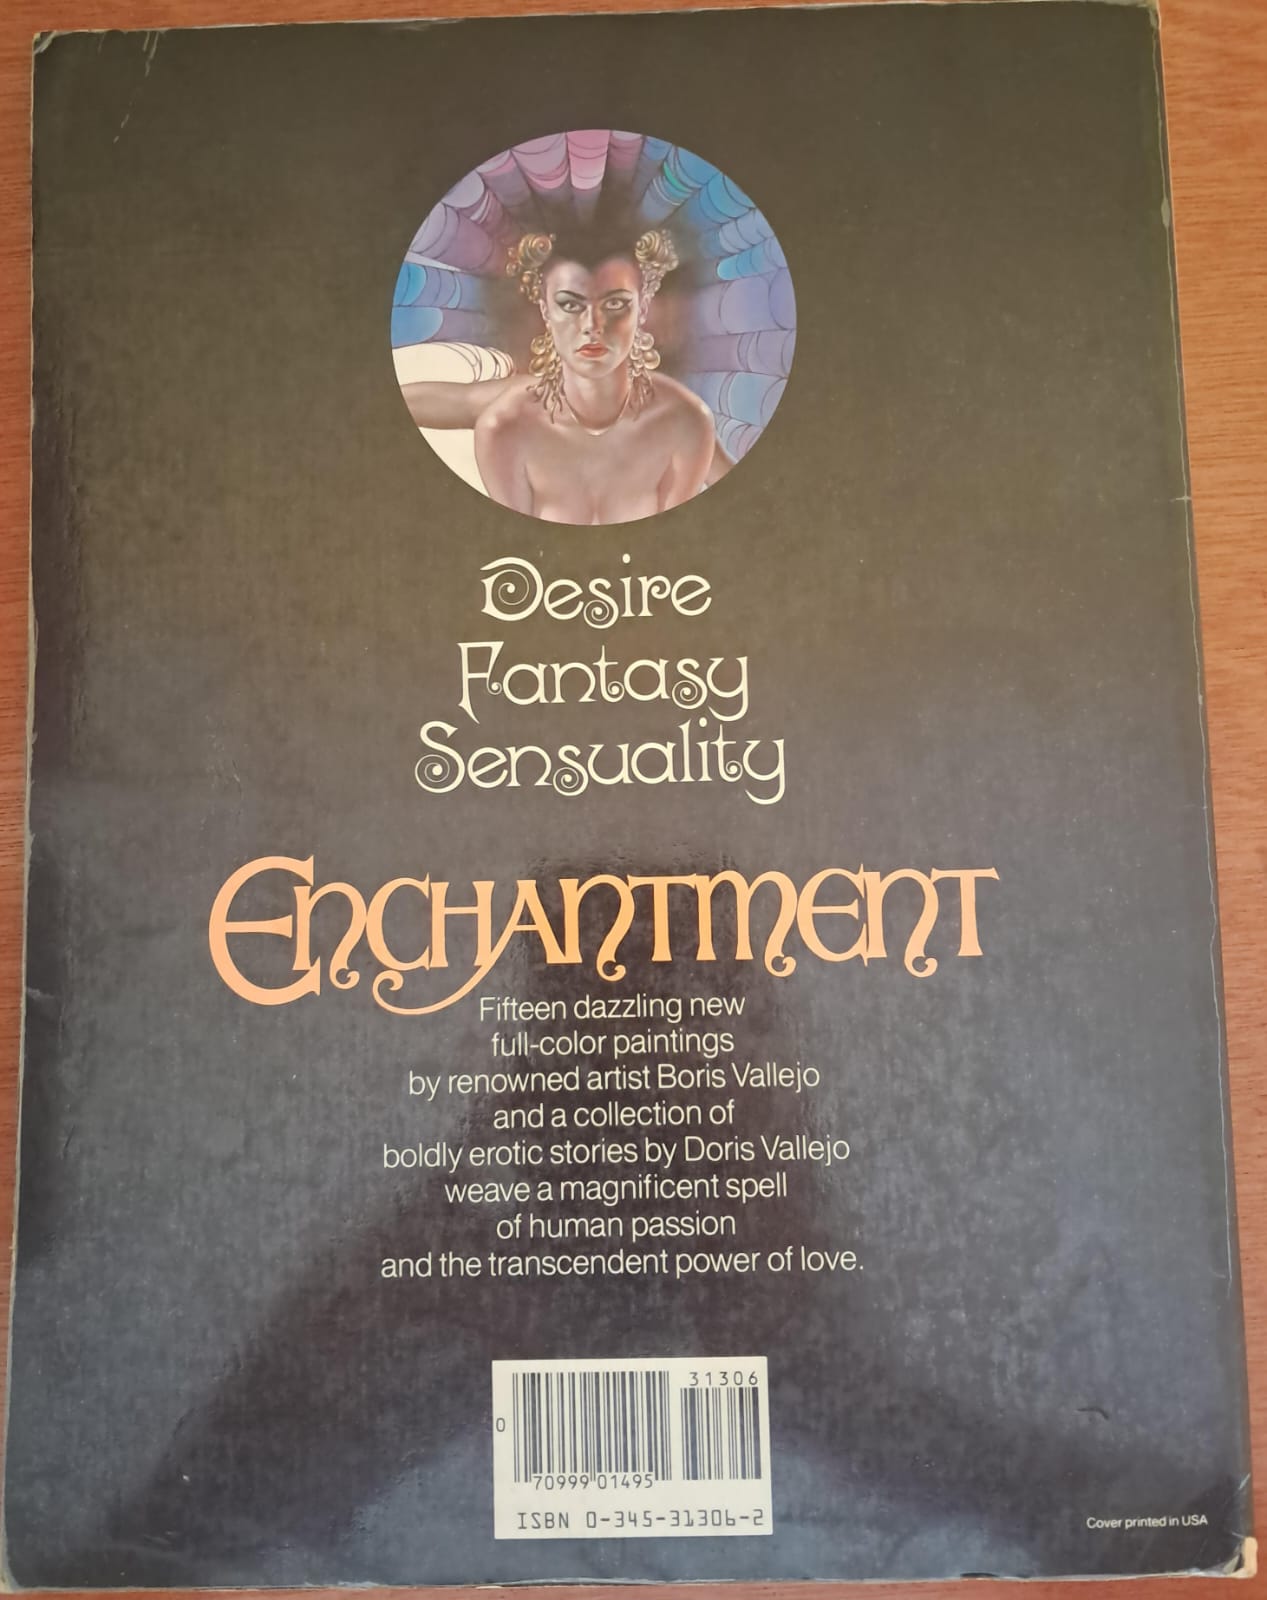 Desire
Fantasy
Sensuality
ENCHANTMENT
Fifteen dazzling new
full-color paintings
by renowned artist Boris Vallejo
and a collection of
boldly erotic stories by Doris Vallejo
weave a magnificent spell
of human passion
and the transcendent power of love.
31306
0
70999 01495
ISBN 0-345-31306-2
Cover printed in USA